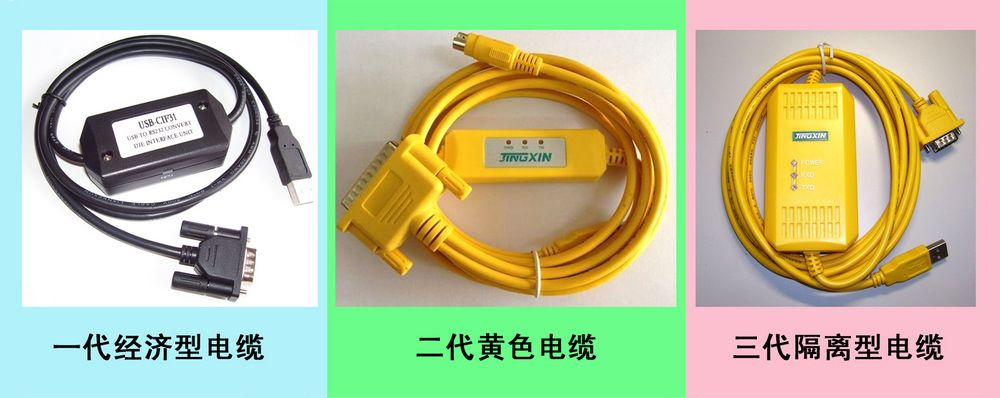 USB-CIF31
USB TO RS232 CONVERT
DIE INTERFACE UNIT
JINGXIN
JINGXIN
POWER
RXD
TXD
一代经济型电缆
二代黄色电缆
三代隔离型电缆